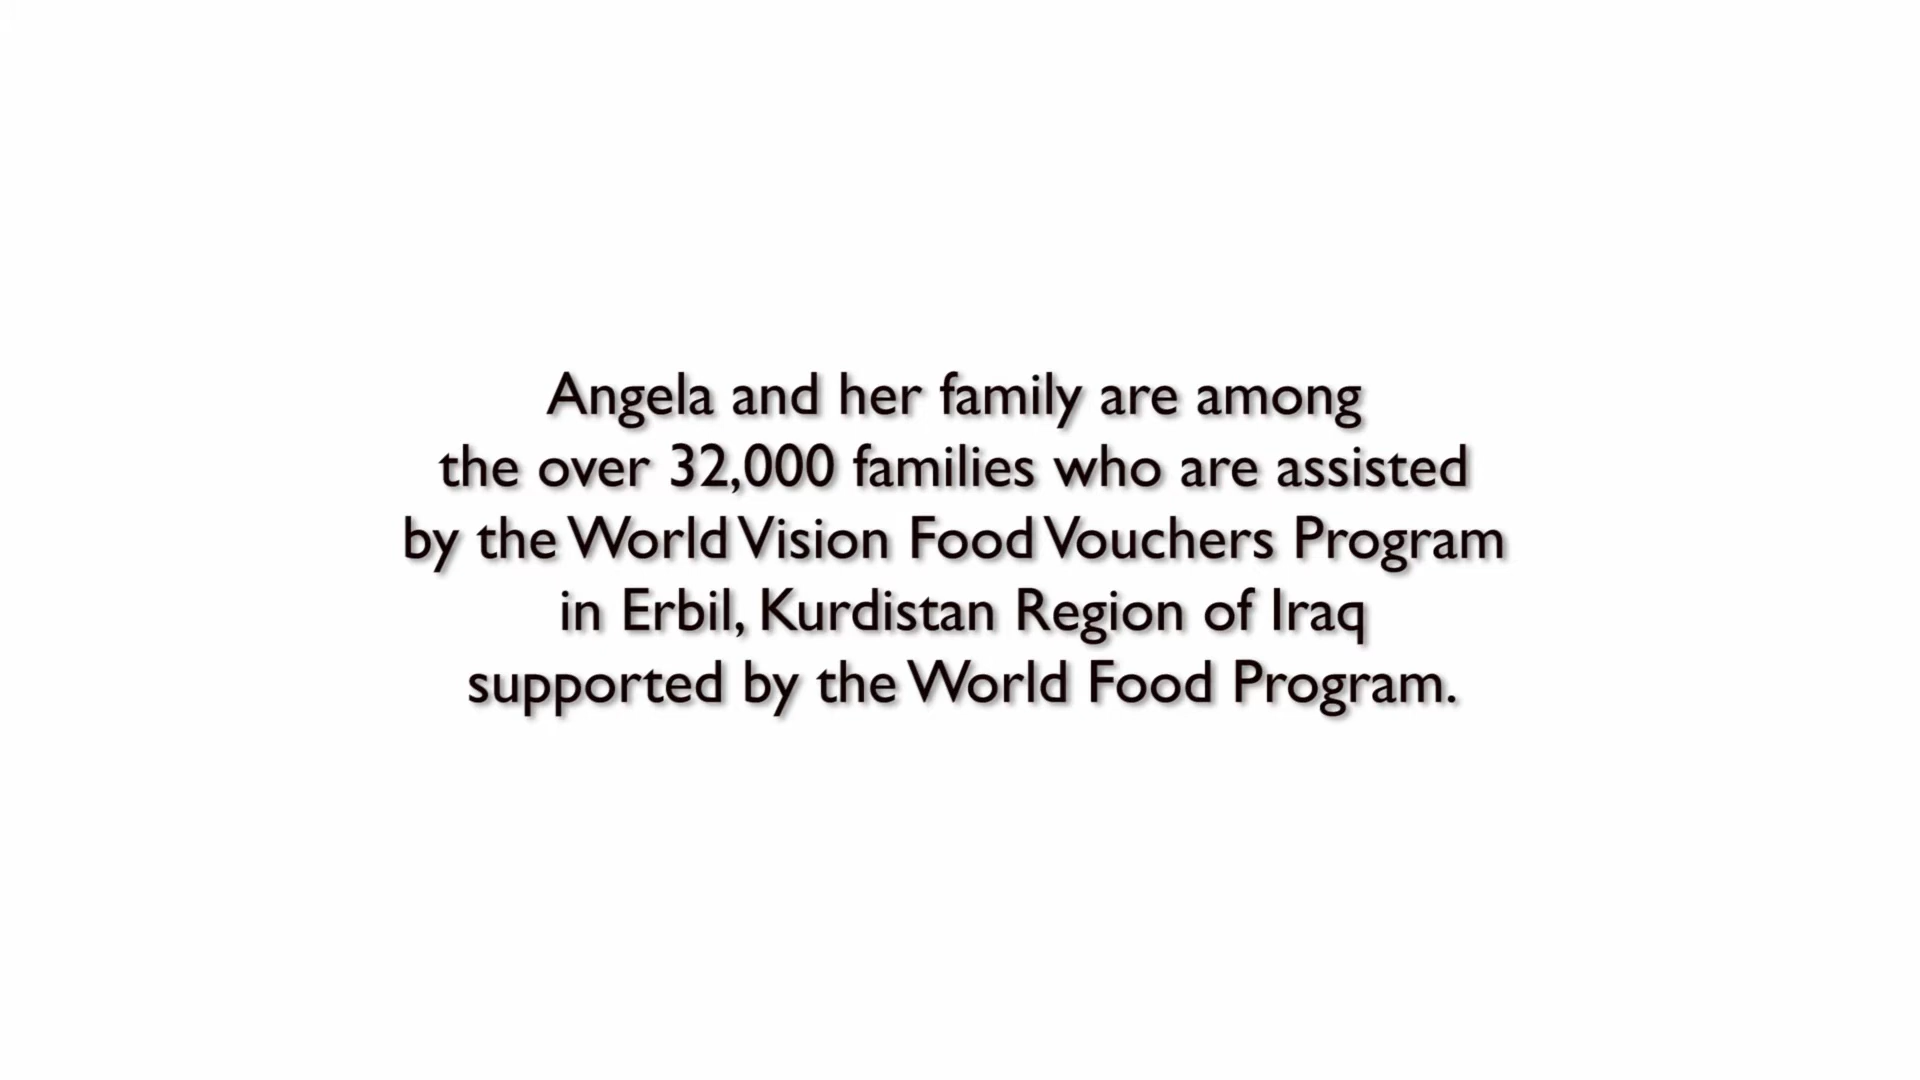 Angela and her family are among
the over 32,000 families who are assisted
by the World Vision Food Vouchers Program
in Erbil, Kurdistan Region of Iraq
supported by the World Food Program.